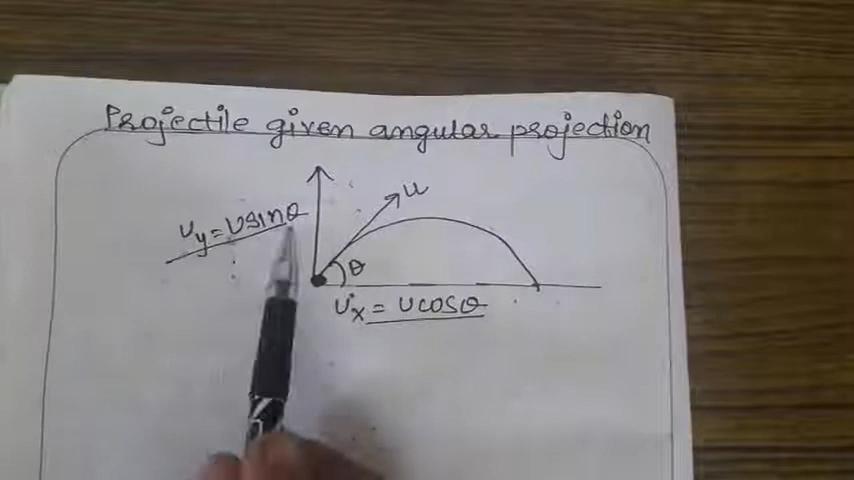 Projectile given angular projection
u
uy = usinθ
θ
ux = ucosθ